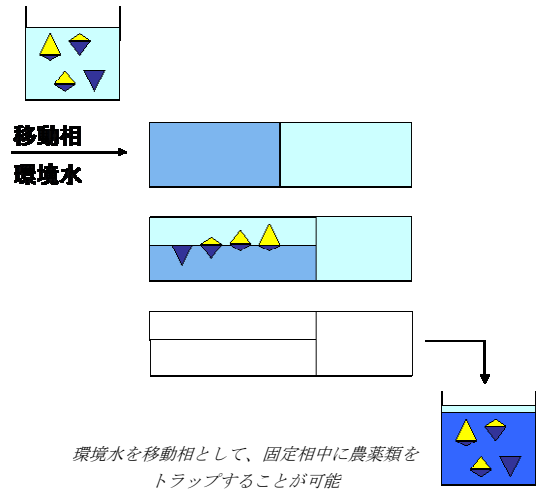 移動相
環境水
環境水を移動相として、固定相中に農薬類を
トラップすることが可能